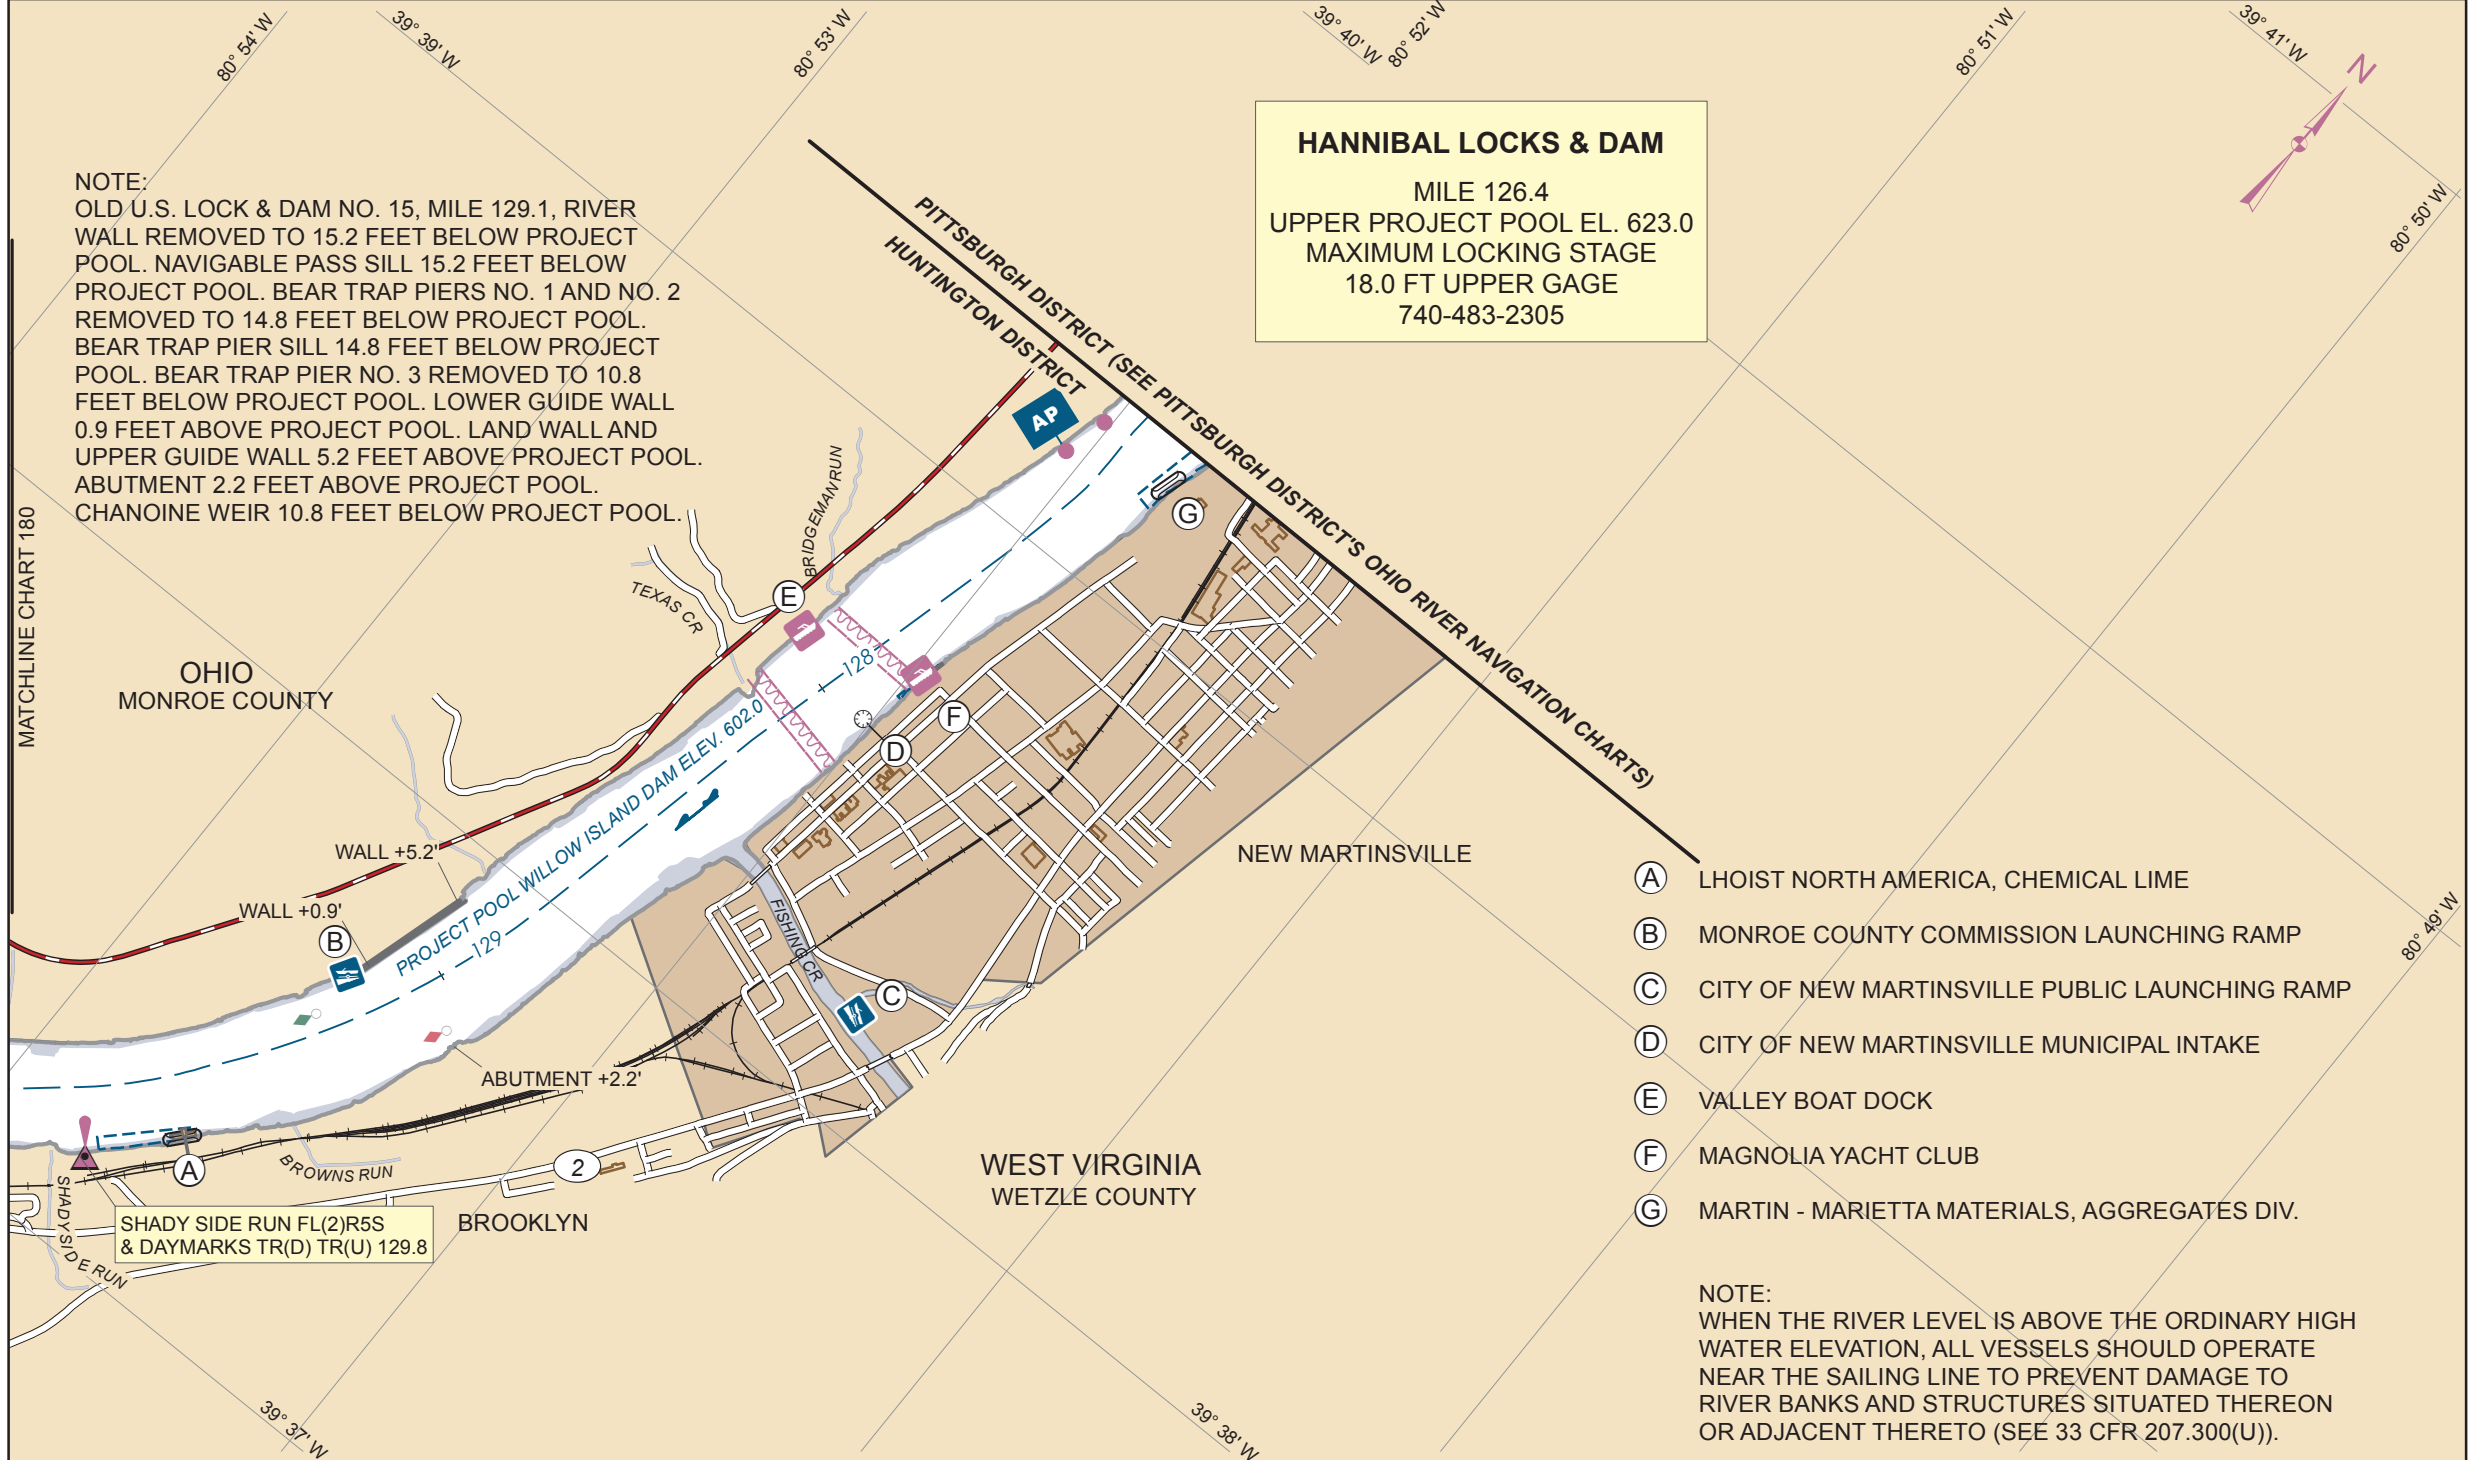 80° 54' W
39° 39' W
80° 53' W
39° 40' W
80° 52' W
80° 51' W
39° 41' W
N
80° 50' W
HANNIBAL LOCKS & DAM
MILE 126.4
UPPER PROJECT POOL EL. 623.0
MAXIMUM LOCKING STAGE
18.0 FT UPPER GAGE
740-483-2305
NOTE:
OLD U.S. LOCK & DAM NO. 15, MILE 129.1, RIVER
WALL REMOVED TO 15.2 FEET BELOW PROJECT
POOL. NAVIGABLE PASS SILL 15.2 FEET BELOW
PROJECT POOL. BEAR TRAP PIERS NO. 1 AND NO. 2
REMOVED TO 14.8 FEET BELOW PROJECT POOL.
BEAR TRAP PIER SILL 14.8 FEET BELOW PROJECT
POOL. BEAR TRAP PIER NO. 3 REMOVED TO 10.8
FEET BELOW PROJECT POOL. LOWER GUIDE WALL
0.9 FEET ABOVE PROJECT POOL. LAND WALL AND
UPPER GUIDE WALL 5.2 FEET ABOVE PROJECT POOL.
ABUTMENT 2.2 FEET ABOVE PROJECT POOL.
CHANOINE WEIR 10.8 FEET BELOW PROJECT POOL.
PITTSBURGH DISTRICT (SEE PITTSBURGH DISTRICT'S OHIO RIVER NAVIGATION CHARTS)
HUNTINGTON DISTRICT
AP
MATCHLINE CHART 180
BRIDGEMAN RUN
TEXAS CR
G
E
OHIO
MONROE COUNTY
128
F
D
PROJECT POOL WILLOW ISLAND DAM ELEV. 602.0
WALL +5.2'
WALL +0.9'
B
129
NEW MARTINSVILLE
FISHING CR
C
ABUTMENT +2.2'
A
BROWNS RUN
2
SHADYSIDE RUN
SHADY SIDE RUN FL(2)R5S
& DAYMARKS TR(D) TR(U) 129.8
BROOKLYN
WEST VIRGINIA
WETZLE COUNTY
A LHOIST NORTH AMERICA, CHEMICAL LIME
B MONROE COUNTY COMMISSION LAUNCHING RAMP
C CITY OF NEW MARTINSVILLE PUBLIC LAUNCHING RAMP
D CITY OF NEW MARTINSVILLE MUNICIPAL INTAKE
E VALLEY BOAT DOCK
F MAGNOLIA YACHT CLUB
G MARTIN - MARIETTA MATERIALS, AGGREGATES DIV.
80° 49' W
NOTE:
WHEN THE RIVER LEVEL IS ABOVE THE ORDINARY HIGH
WATER ELEVATION, ALL VESSELS SHOULD OPERATE
NEAR THE SAILING LINE TO PREVENT DAMAGE TO
RIVER BANKS AND STRUCTURES SITUATED THEREON
OR ADJACENT THERETO (SEE 33 CFR 207.300(U)).
39° 37' W
39° 38' W